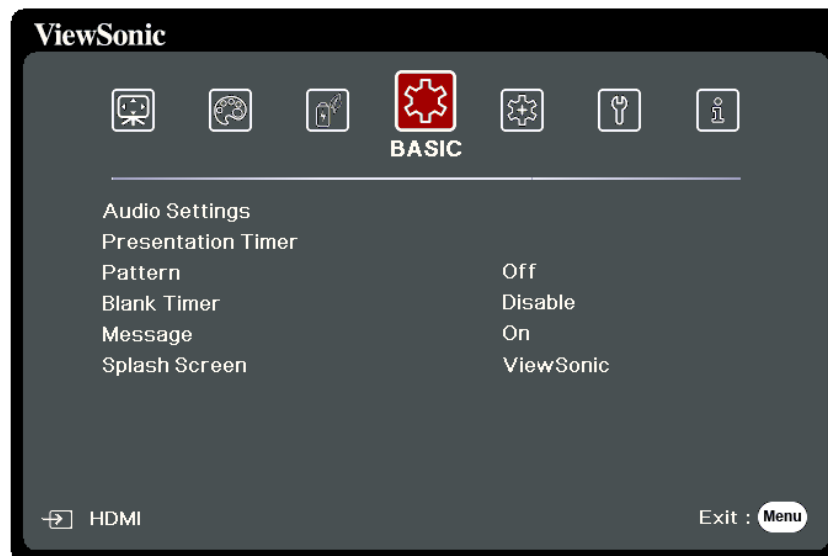 ViewSonic
BASIC
Audio Settings
Presentation Timer
Pattern Off
Blank Timer Disable
Message On
Splash Screen ViewSonic
HDMI Exit : Menu